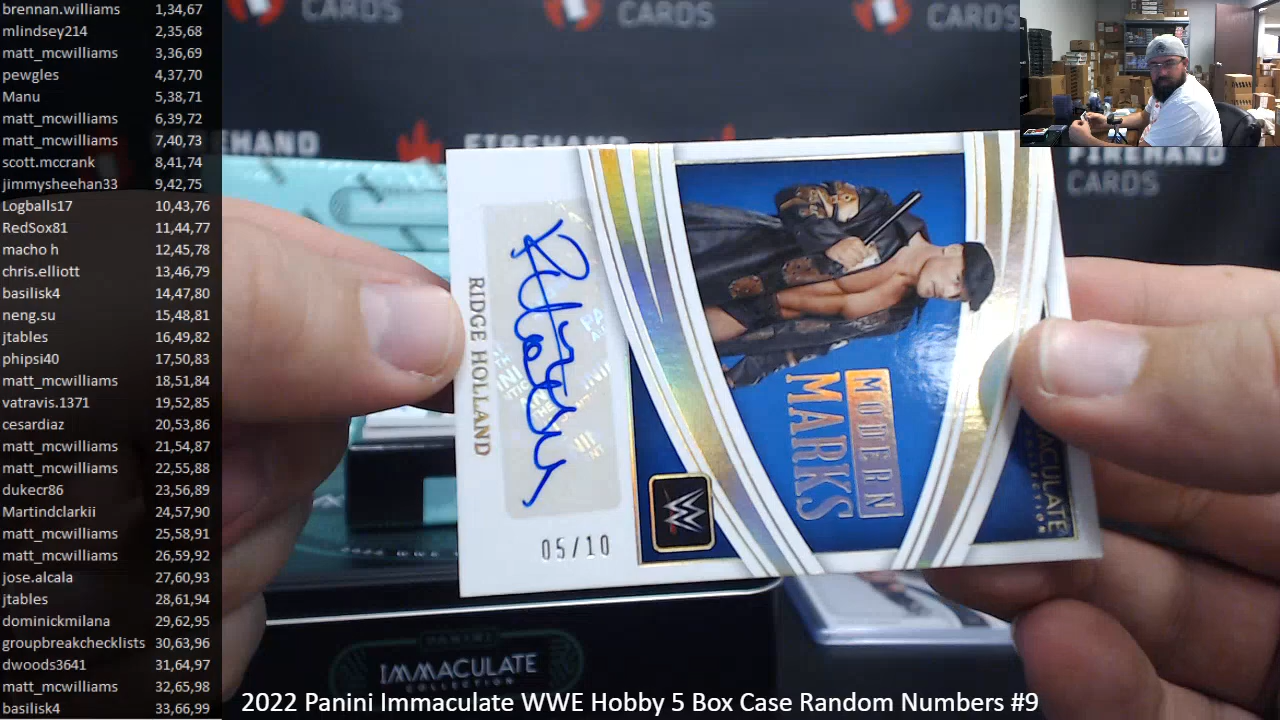 brennan.williams 1,34,67
mlindsey214 2,35,68
matt_mcwilliams 3,36,69
pewgles 4,37,70
Manu 5,38,71
matt_mcwilliams 6,39,72
matt_mcwilliams 7,40,73
scott.mccrank 8,41,74
jimmysheehan33 9,42,75
Logballs17 10,43,76
RedSox81 11,44,77
macho h 12,45,78
chris.elliott 13,46,79
basilisk4 14,47,80
neng.su 15,48,81
jtables 16,49,82
phipsi40 17,50,83
matt_mcwilliams 18,51,84
vatravis.1371 19,52,85
cesardiaz 20,53,86
matt_mcwilliams 21,54,87
matt_mcwilliams 22,55,88
dukecr86 23,56,89
Martindclarkii 24,57,90
matt_mcwilliams 25,58,91
matt_mcwilliams 26,59,92
jose.alcala 27,60,93
jtables 28,61,94
dominickmilana 29,62,95
groupbreakchecklists 30,63,96
dwoods3641 31,64,97
matt_mcwilliams 32,65,98
basilisk4 33,66,99
CARDS
CARDS
CARDS
FIREHAND
FIREHAND
CARDS
MODERN
MARKS
RIDGE HOLLAND
05/10
W
PANINI
IMMACULATE
COLLECTION
2022 Panini Immaculate WWE Hobby 5 Box Case Random Numbers #9